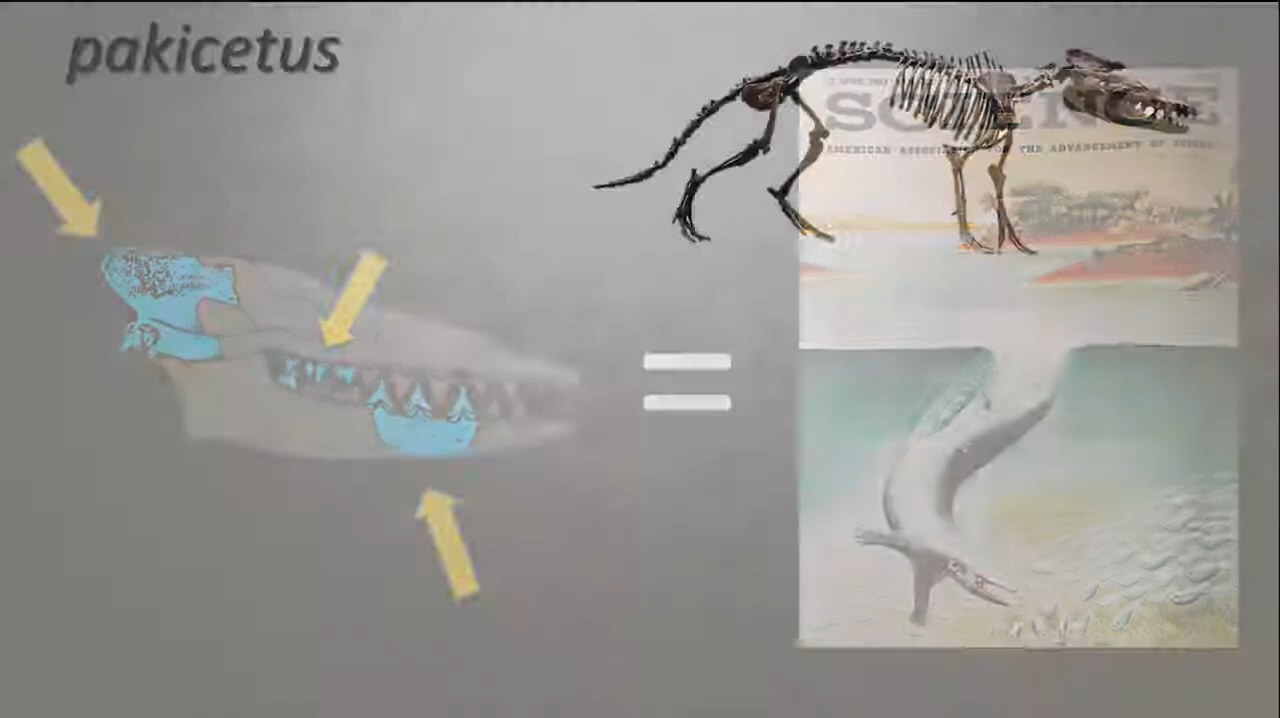 pakicetus
SCIENCE
AMERICAN ASSOCIATION FOR THE ADVANCEMENT OF SCIENCE